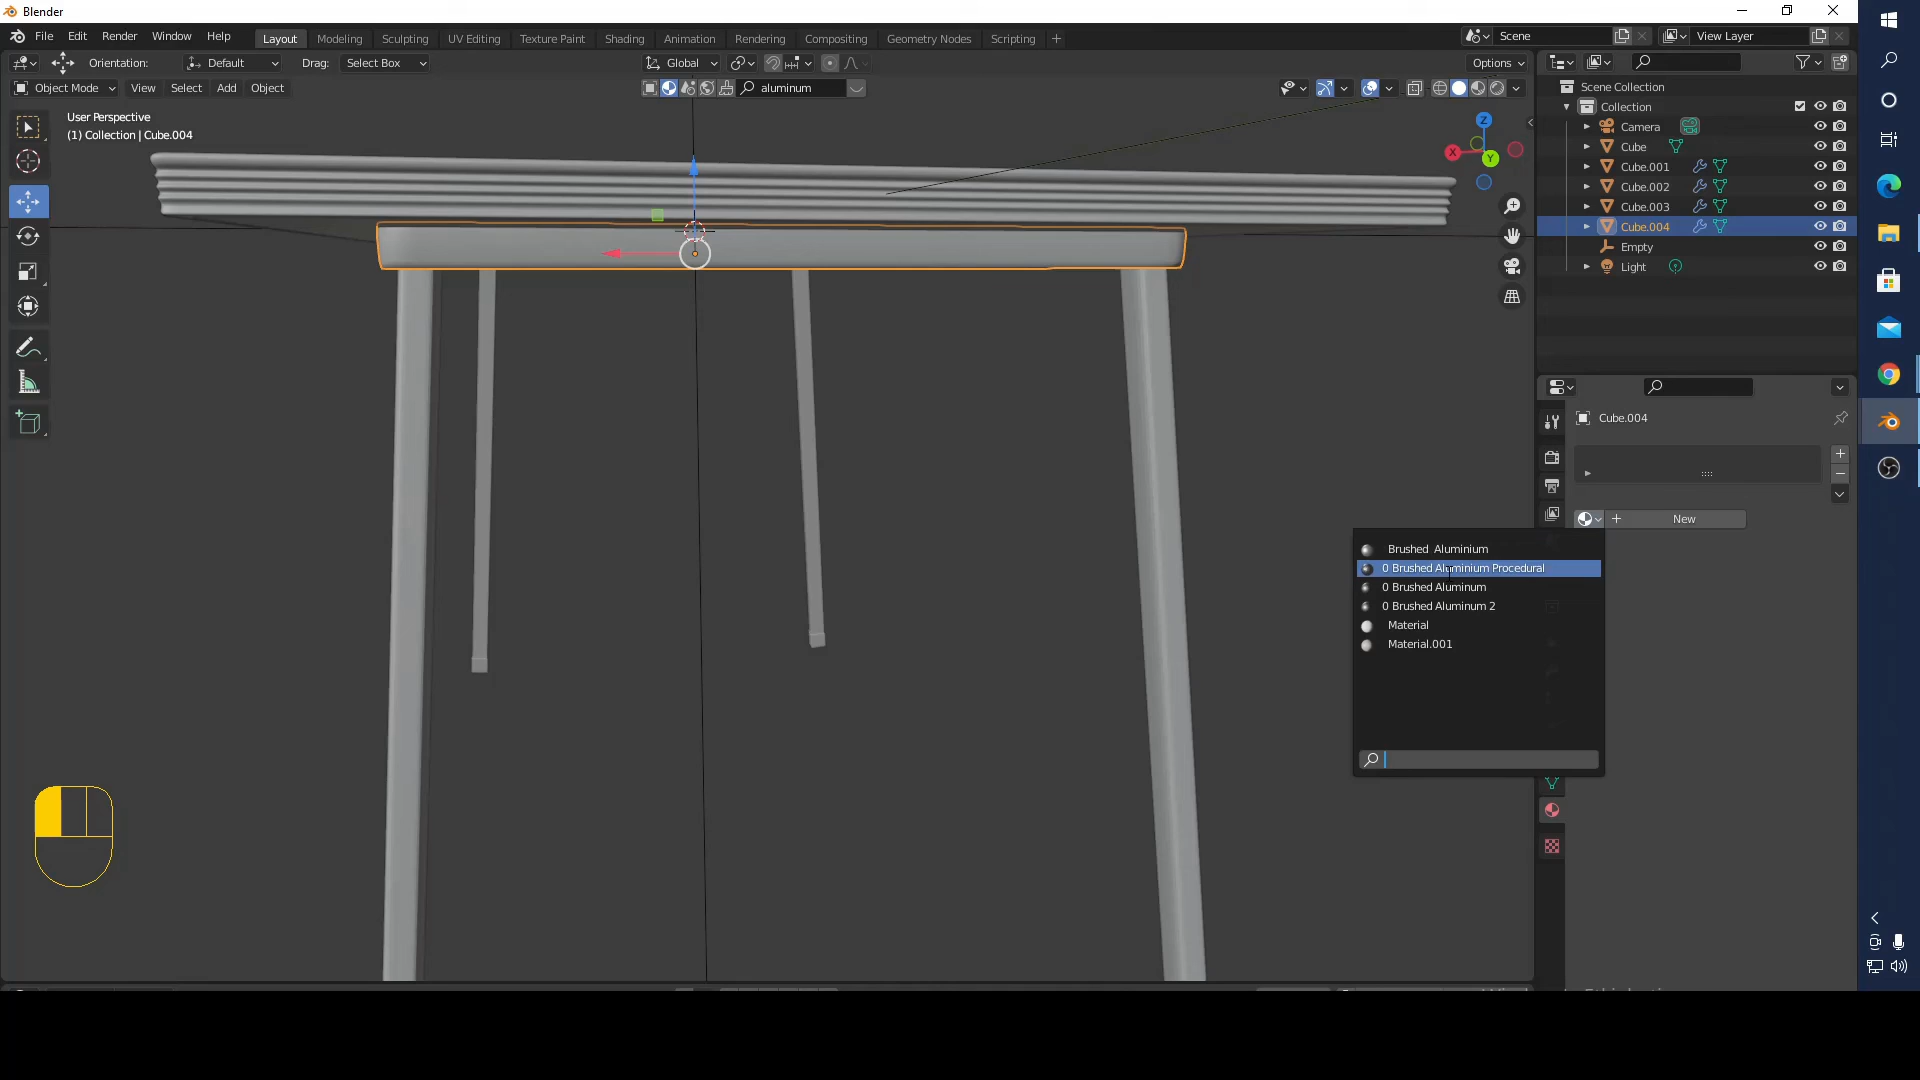 Blender
File Edit Render Window Help
Layout Modeling Sculpting UV Editing Texture Paint Shading Animation Rendering Compositing Geometry Nodes Scripting +
Scene
View Layer
Orientation: Default Drag: Select Box
Global
Options
Object Mode View Select Add Object
aluminum
User Perspective
(1) Collection | Cube.004
Z
X
Y
Scene Collection
Collection
Camera
Cube
Cube.001
Cube.002
Cube.003
Cube.004
Empty
Light
Cube.004
New
Brushed  Aluminium
0 Brushed Aluminium Procedural
0 Brushed Aluminum
0 Brushed Aluminum 2
Material
Material.001